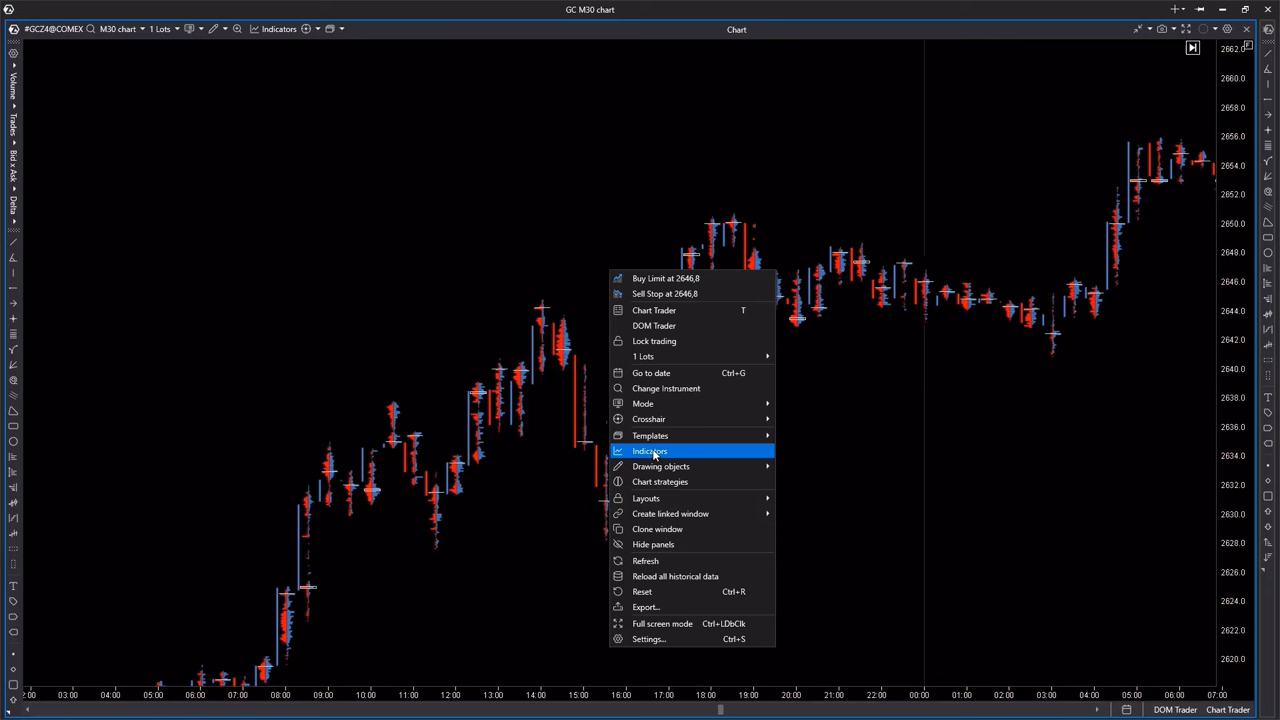 GC M30 chart
#GCZ4@COMEX
M30 chart
1 Lots
Indicators
Chart
Volume
Trades
Bid x Ask
Delta
Buy Limit at 2646,8
Sell Stop at 2646,8
Chart Trader T
DOM Trader
Lock trading
1 Lots
Go to date Ctrl+G
Change Instrument
Mode
Crosshair
Templates
Indicators
Drawing objects
Chart strategies
Layouts
Create linked window
Clone window
Hide panels
Refresh
Reload all historical data
Reset Ctrl+R
Export...
Full screen mode Ctrl+LDbClk
Settings... Ctrl+S
2662.0
2660.0
2658.0
2656.0
2654.0
2652.0
2650.0
2648.0
2646.0
2644.0
2642.0
2640.0
2638.0
2636.0
2634.0
2632.0
2630.0
2628.0
2626.0
2624.0
2622.0
2620.0
03:00 04:00 05:00 06:00 07:00 08:00 09:00 10:00 11:00 12:00 13:00 14:00 15:00 16:00 17:00 18:00 19:00 20:00 21:00 22:00 00:00 01:00 02:00 03:00 04:00 05:00 06:00 07:00
DOM Trader
Chart Trader